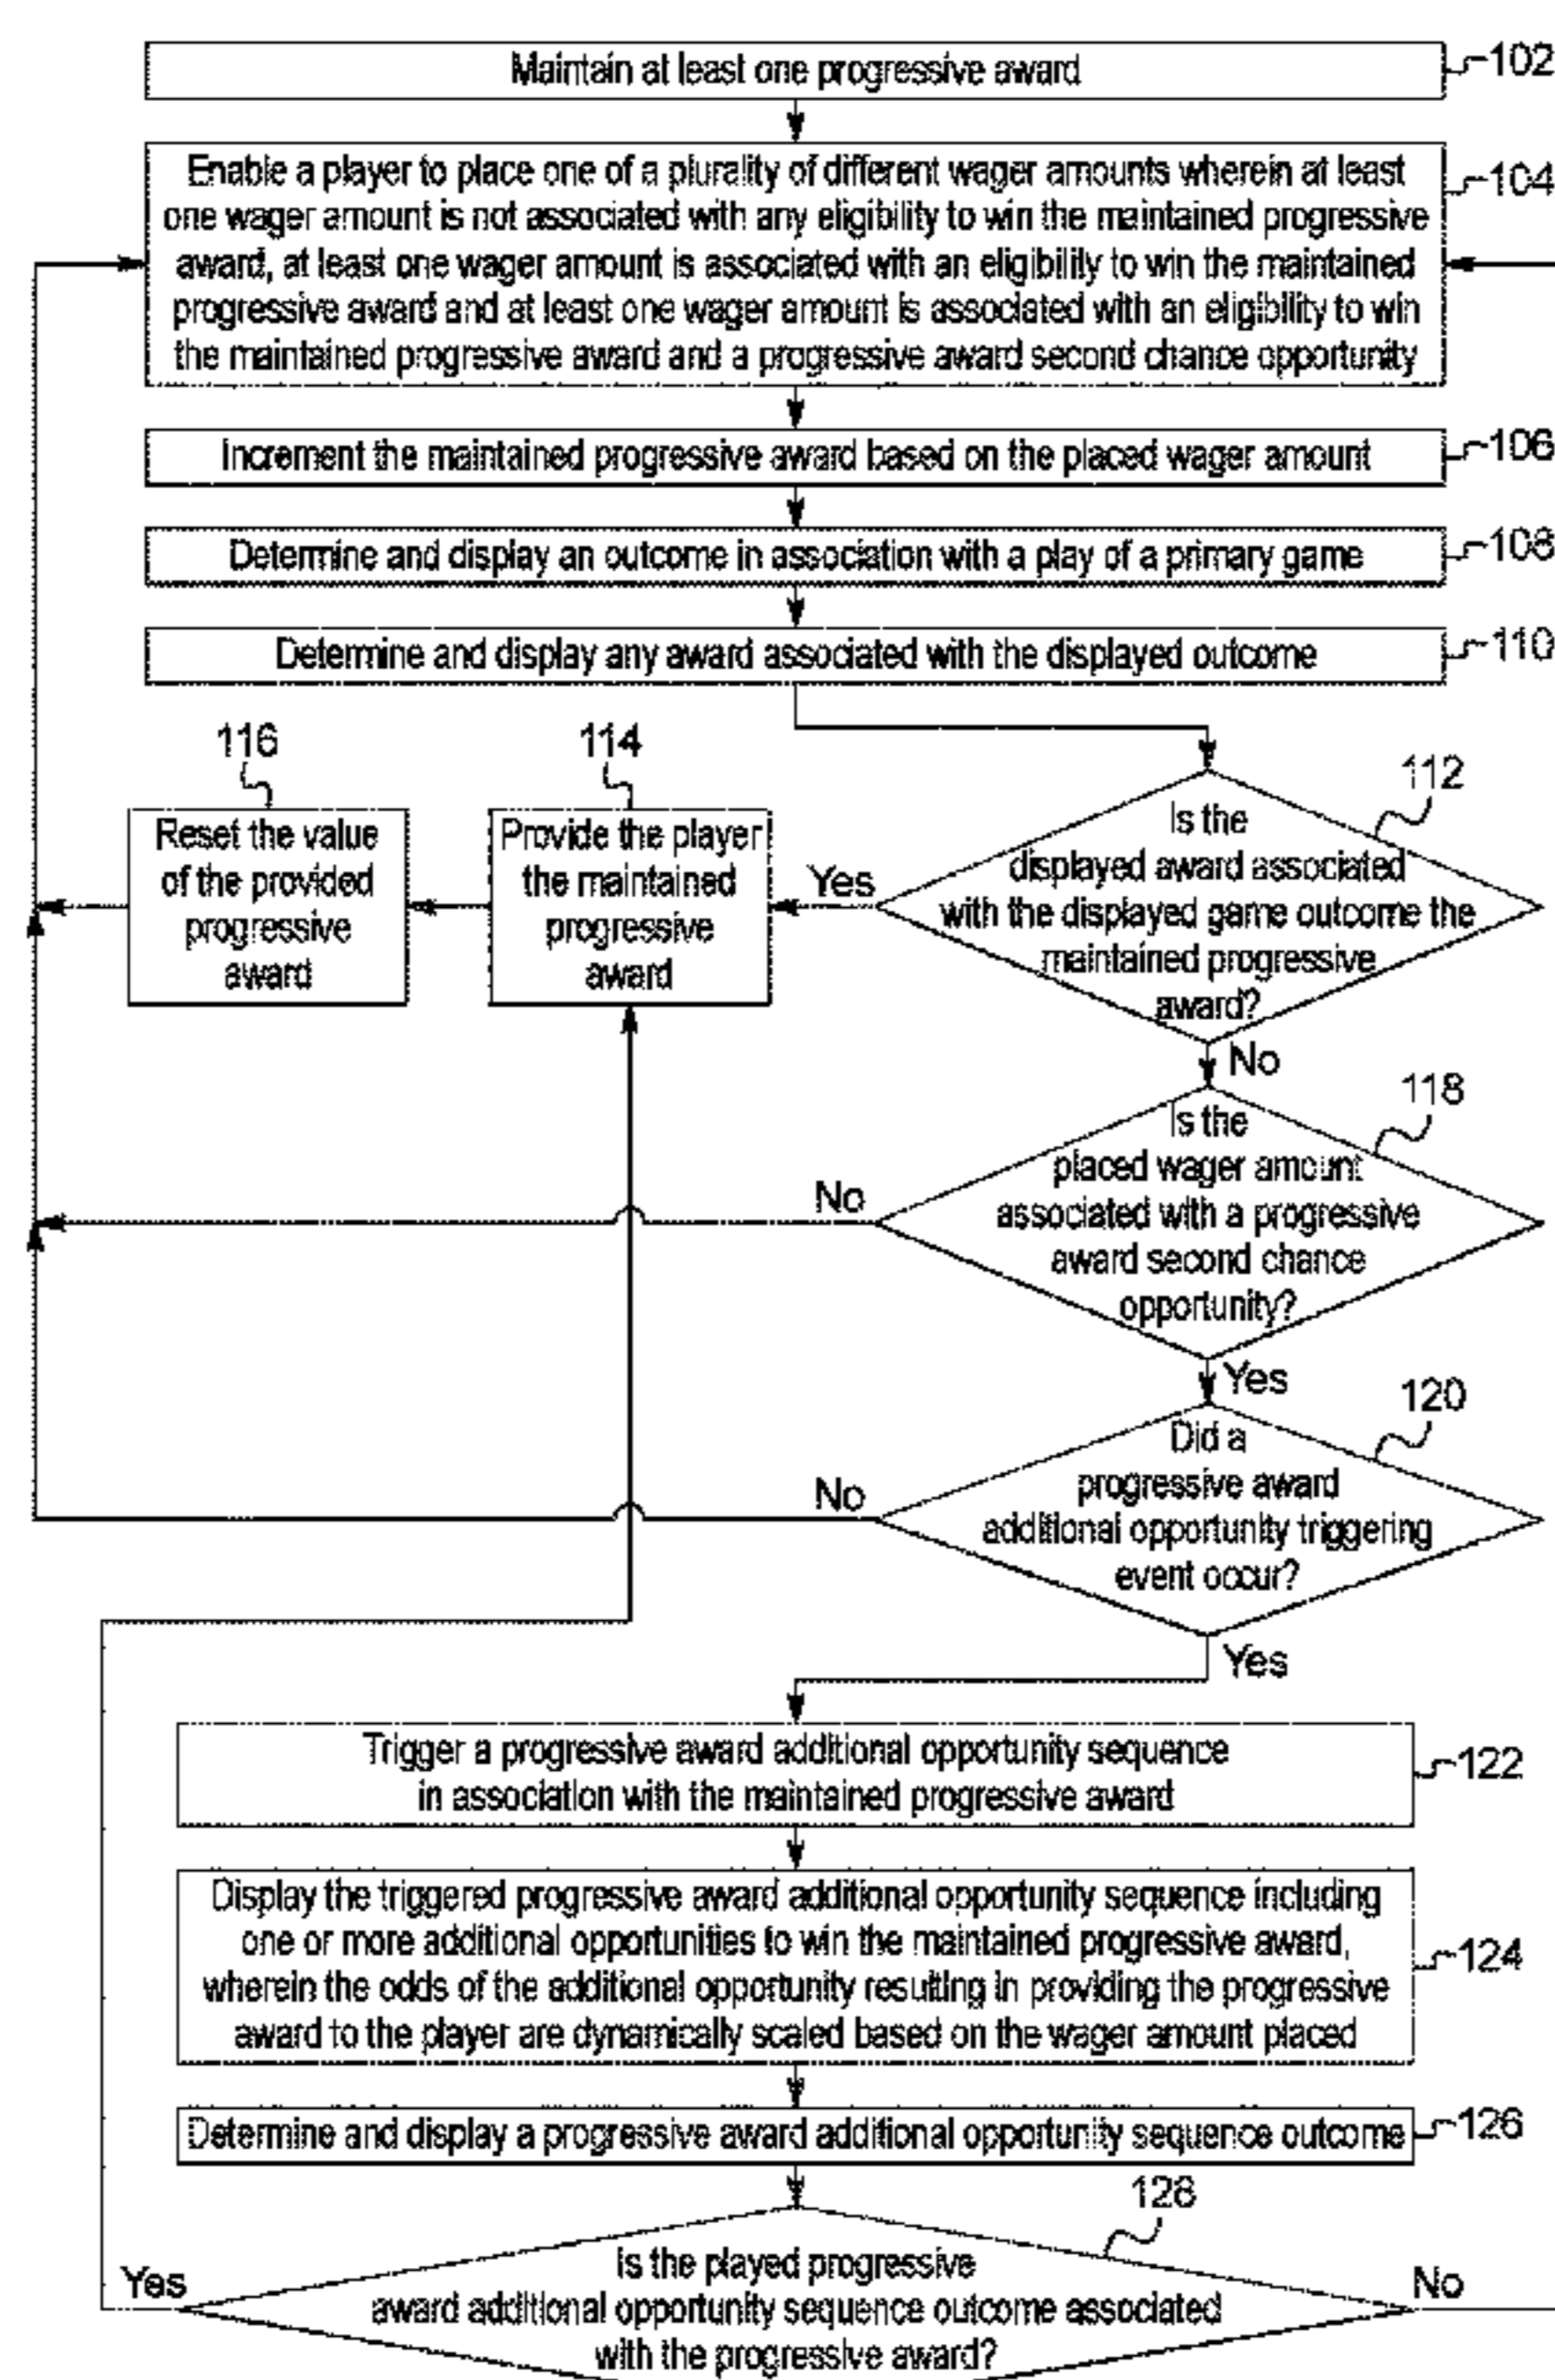 Maintain at least one progressive award
102
Enable a player to place one of a plurality of different wager amounts wherein at least
one wager amount is not associated with any eligibility to win the maintained progressive
award, at least one wager amount is associated with an eligibility to win the maintained
progressive award and at least one wager amount is associated with an eligibility to win
the maintained progressive award and a progressive award second chance opportunity
104
Increment the maintained progressive award based on the placed wager amount
106
Determine and display an outcome in association with a play of a primary game
108
Determine and display any award associated with the displayed outcome
110
116
Reset the value
of the provided
progressive
award
114
Provide the player
the maintained
progressive
award
Yes
112
Is the
displayed award associated
with the displayed game outcome the
maintained progressive
award?
No
118
Is the
placed wager amount
associated with a progressive
award second chance
opportunity?
No
Yes
120
Did a
progressive award
additional opportunity triggering
event occur?
No
Yes
Trigger a progressive award additional opportunity sequence
in association with the maintained progressive award
122
Display the triggered progressive award additional opportunity sequence including
one or more additional opportunities to win the maintained progressive award,
wherein the odds of the additional opportunity resulting in providing the progressive
award to the player are dynamically scaled based on the wager amount placed
124
Determine and display a progressive award additional opportunity sequence outcome
126
128
Is the played progressive
award additional opportunity sequence outcome associated
with the progressive award?
Yes
No